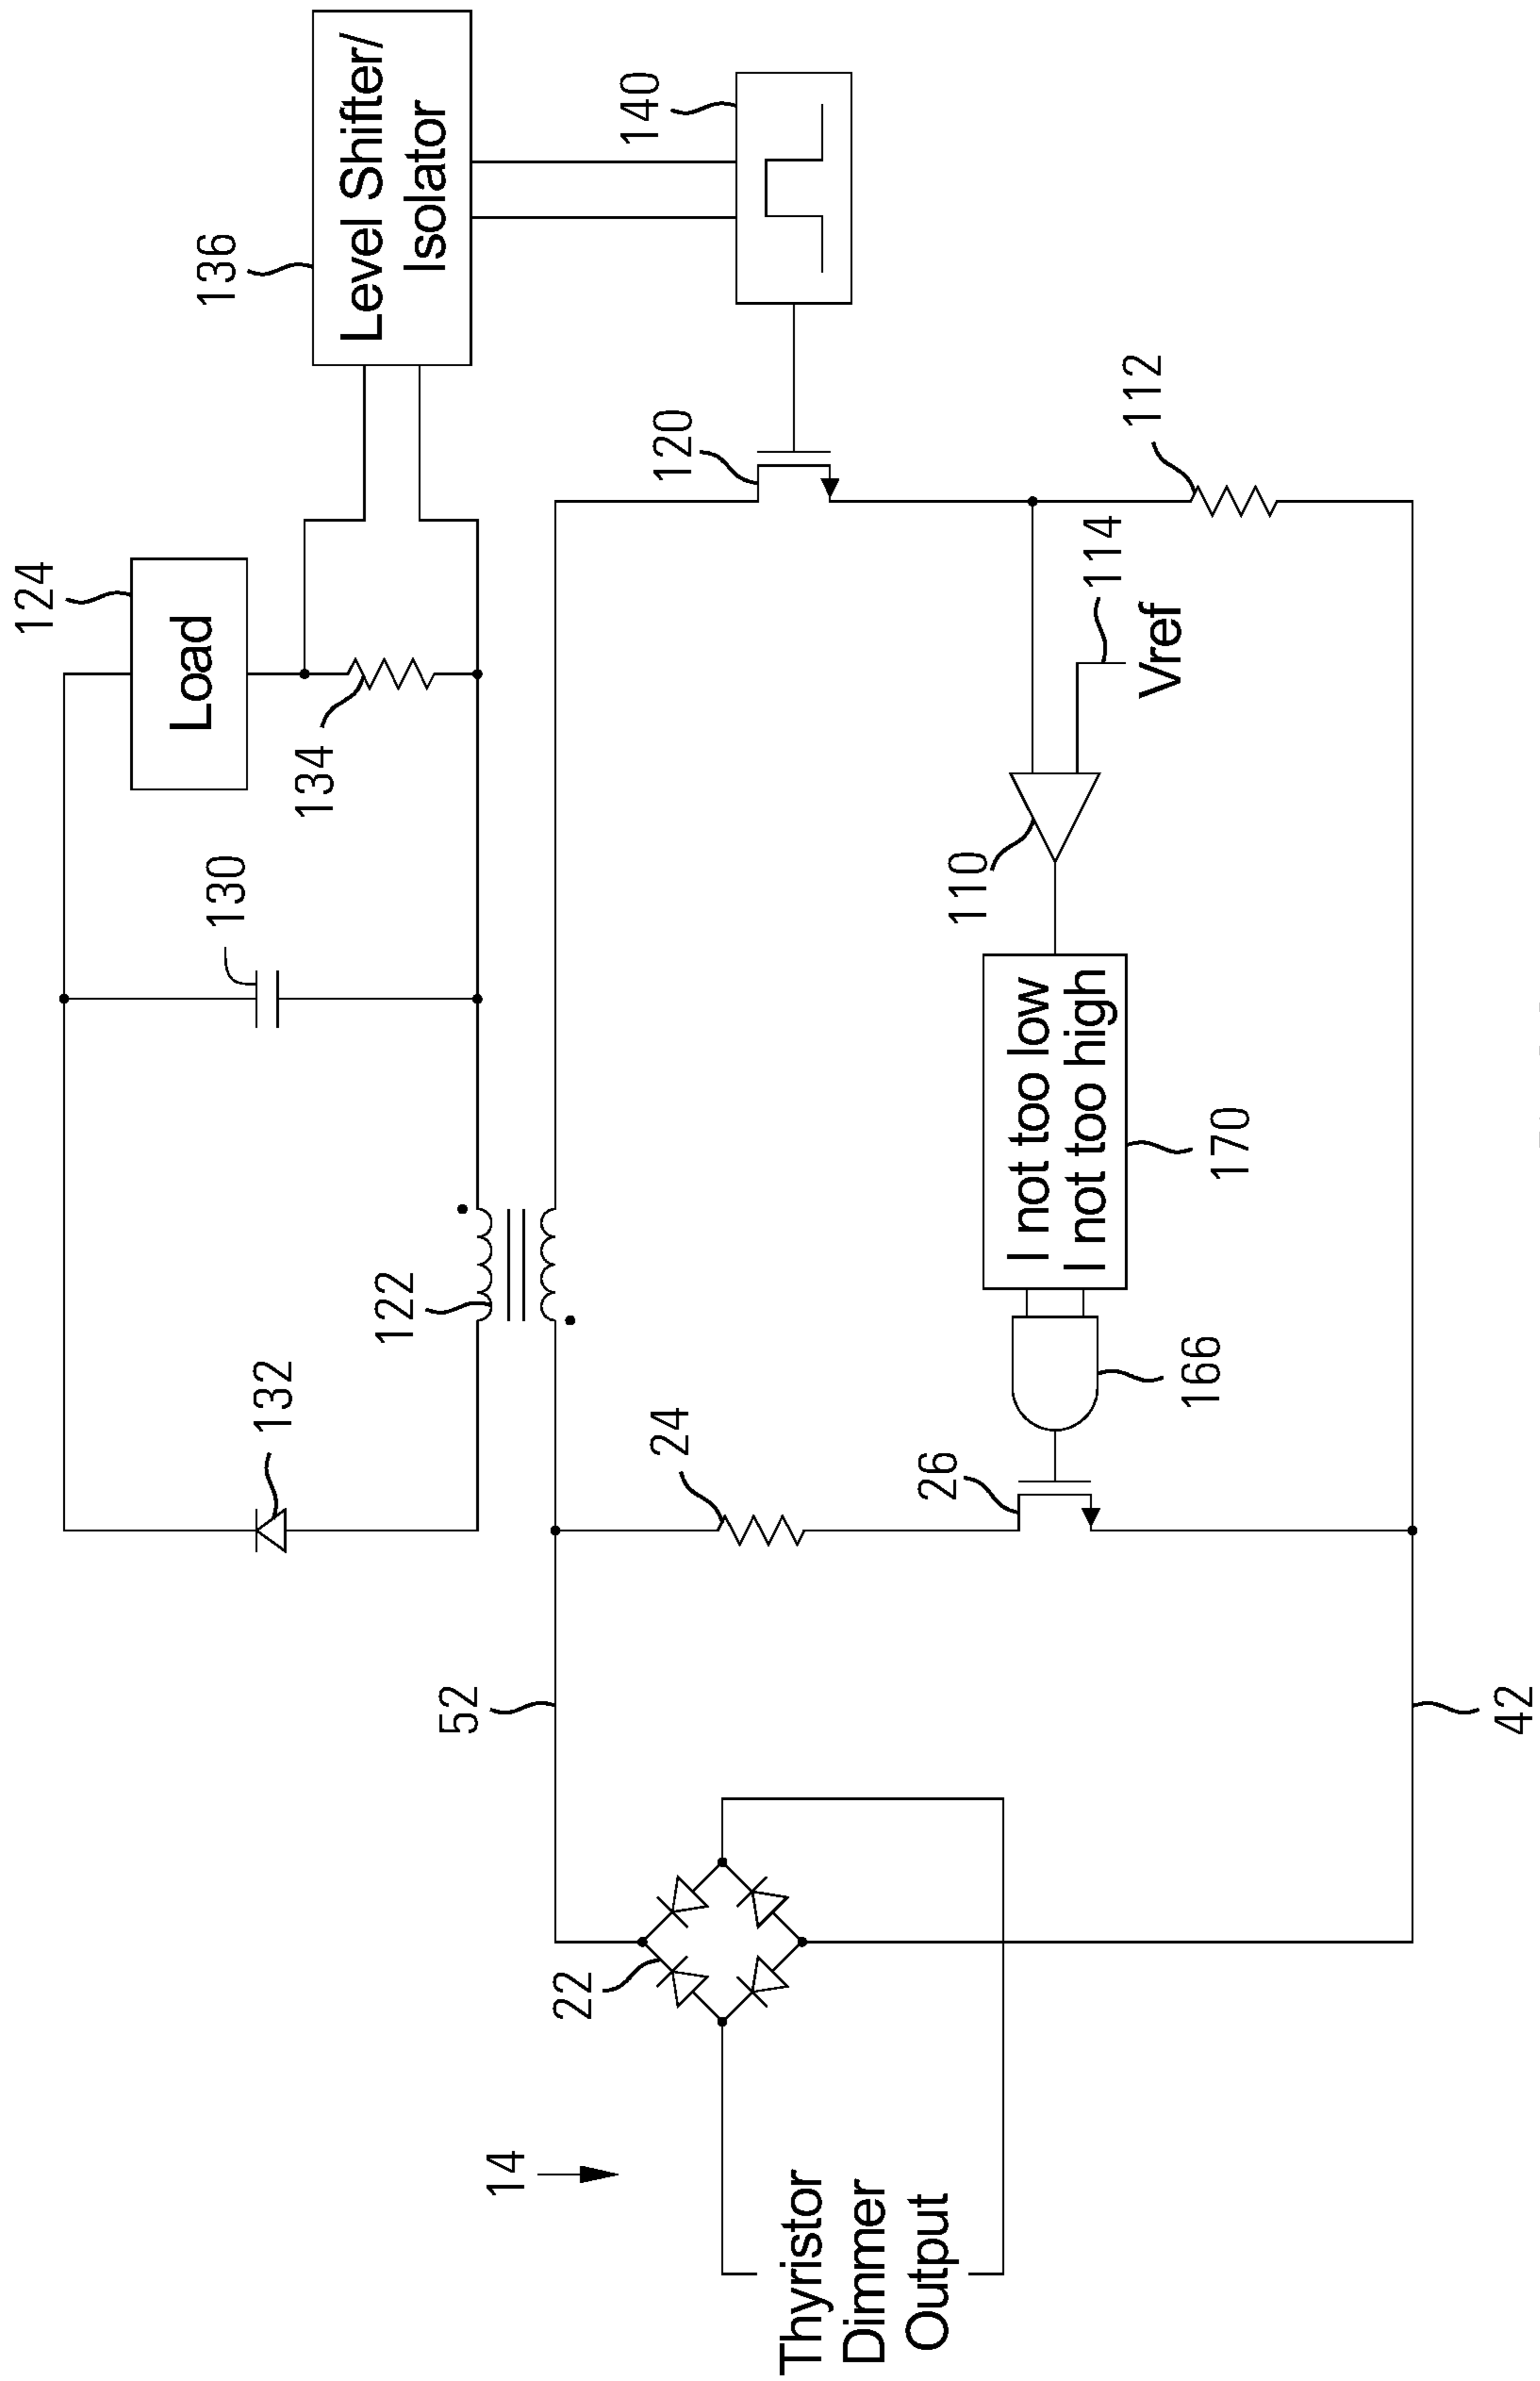 124
Load
130
132
134
136
Level Shifter/
Isolator
122
52
14
22
24
120
140
Thyristor
Dimmer
Output
26
166
I not too low
I not too high
170
110
114
Vref
112
42